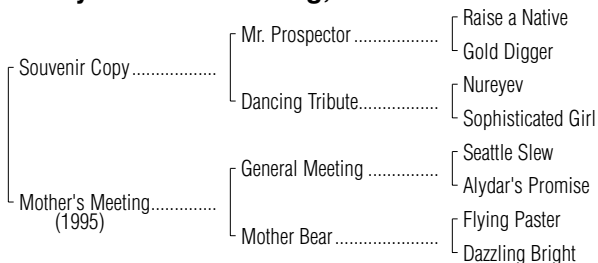 Raise a Native
Mr. Prospector ..................
Gold Digger
Souvenir Copy..................
Nureyev
Dancing Tribute.................
Sophisticated Girl
Seattle Slew
General Meeting ...............
Alydar's Promise
Mother's Meeting..............
(1995)
Flying Paster
Mother Bear ......................
Dazzling Bright